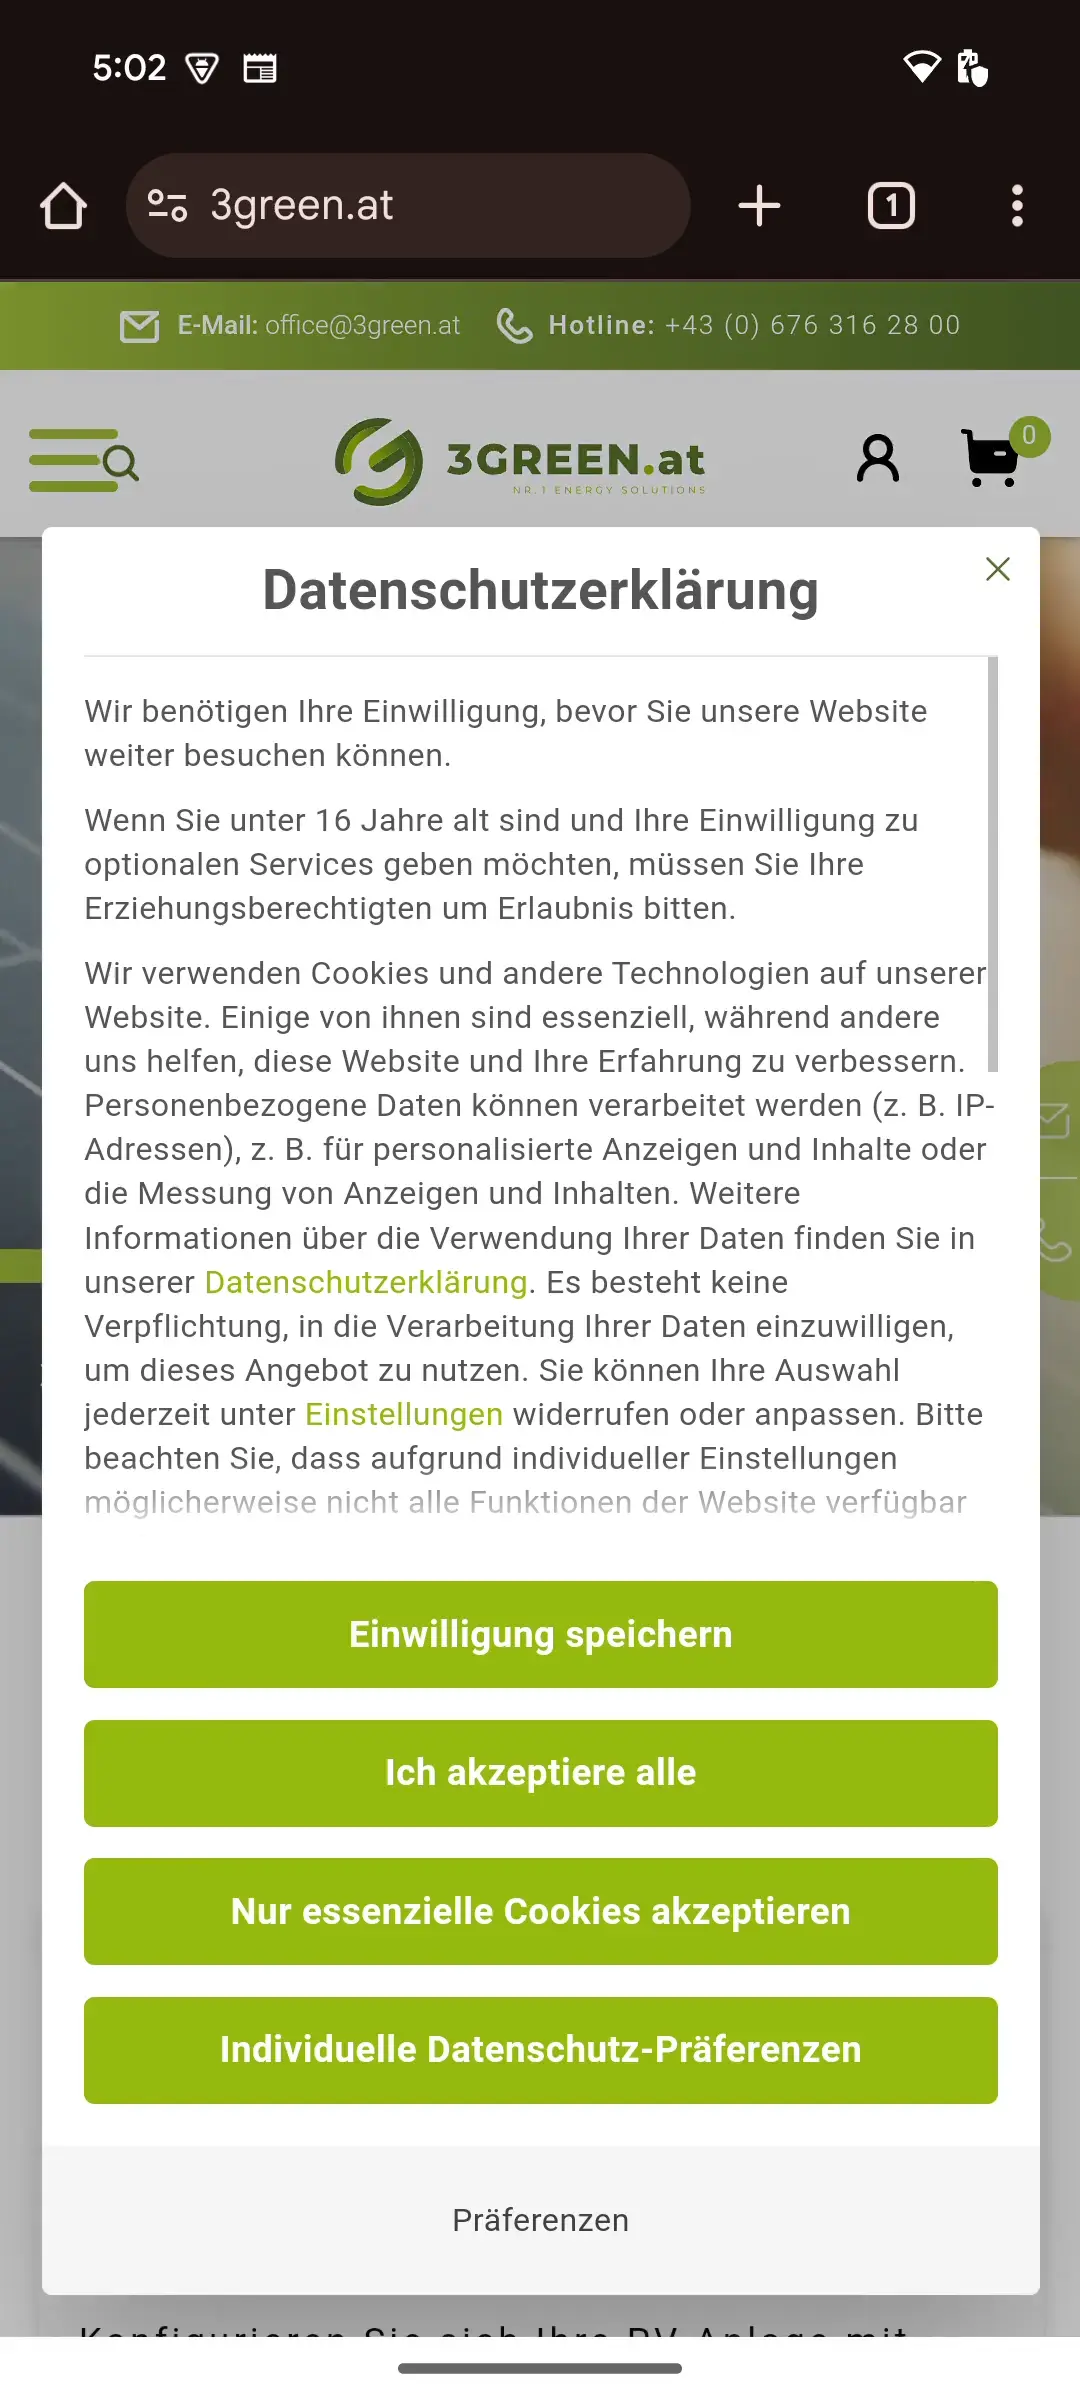 5:02
3green.at
1
E-Mail: office@3green.at Hotline: +43 (0) 676 316 28 00
3GREEN.at
NR.1 ENERGY SOLUTIONS
0
Datenschutzerklärung
Wir benötigen Ihre Einwilligung, bevor Sie unsere Website
weiter besuchen können.
Wenn Sie unter 16 Jahre alt sind und Ihre Einwilligung zu
optionalen Services geben möchten, müssen Sie Ihre
Erziehungsberechtigten um Erlaubnis bitten.
Wir verwenden Cookies und andere Technologien auf unserer
Website. Einige von ihnen sind essenziell, während andere
uns helfen, diese Website und Ihre Erfahrung zu verbessern.
Personenbezogene Daten können verarbeitet werden (z. B. IP-
Adressen), z. B. für personalisierte Anzeigen und Inhalte oder
die Messung von Anzeigen und Inhalten. Weitere
Informationen über die Verwendung Ihrer Daten finden Sie in
unserer Datenschutzerklärung. Es besteht keine
Verpflichtung, in die Verarbeitung Ihrer Daten einzuwilligen,
um dieses Angebot zu nutzen. Sie können Ihre Auswahl
jederzeit unter Einstellungen widerrufen oder anpassen. Bitte
beachten Sie, dass aufgrund individueller Einstellungen
möglicherweise nicht alle Funktionen der Website verfügbar
Einwilligung speichern
Ich akzeptiere alle
Nur essenzielle Cookies akzeptieren
Individuelle Datenschutz-Präferenzen
Präferenzen
Konfigurieren Sie sich Ihre PV-Anlage mit